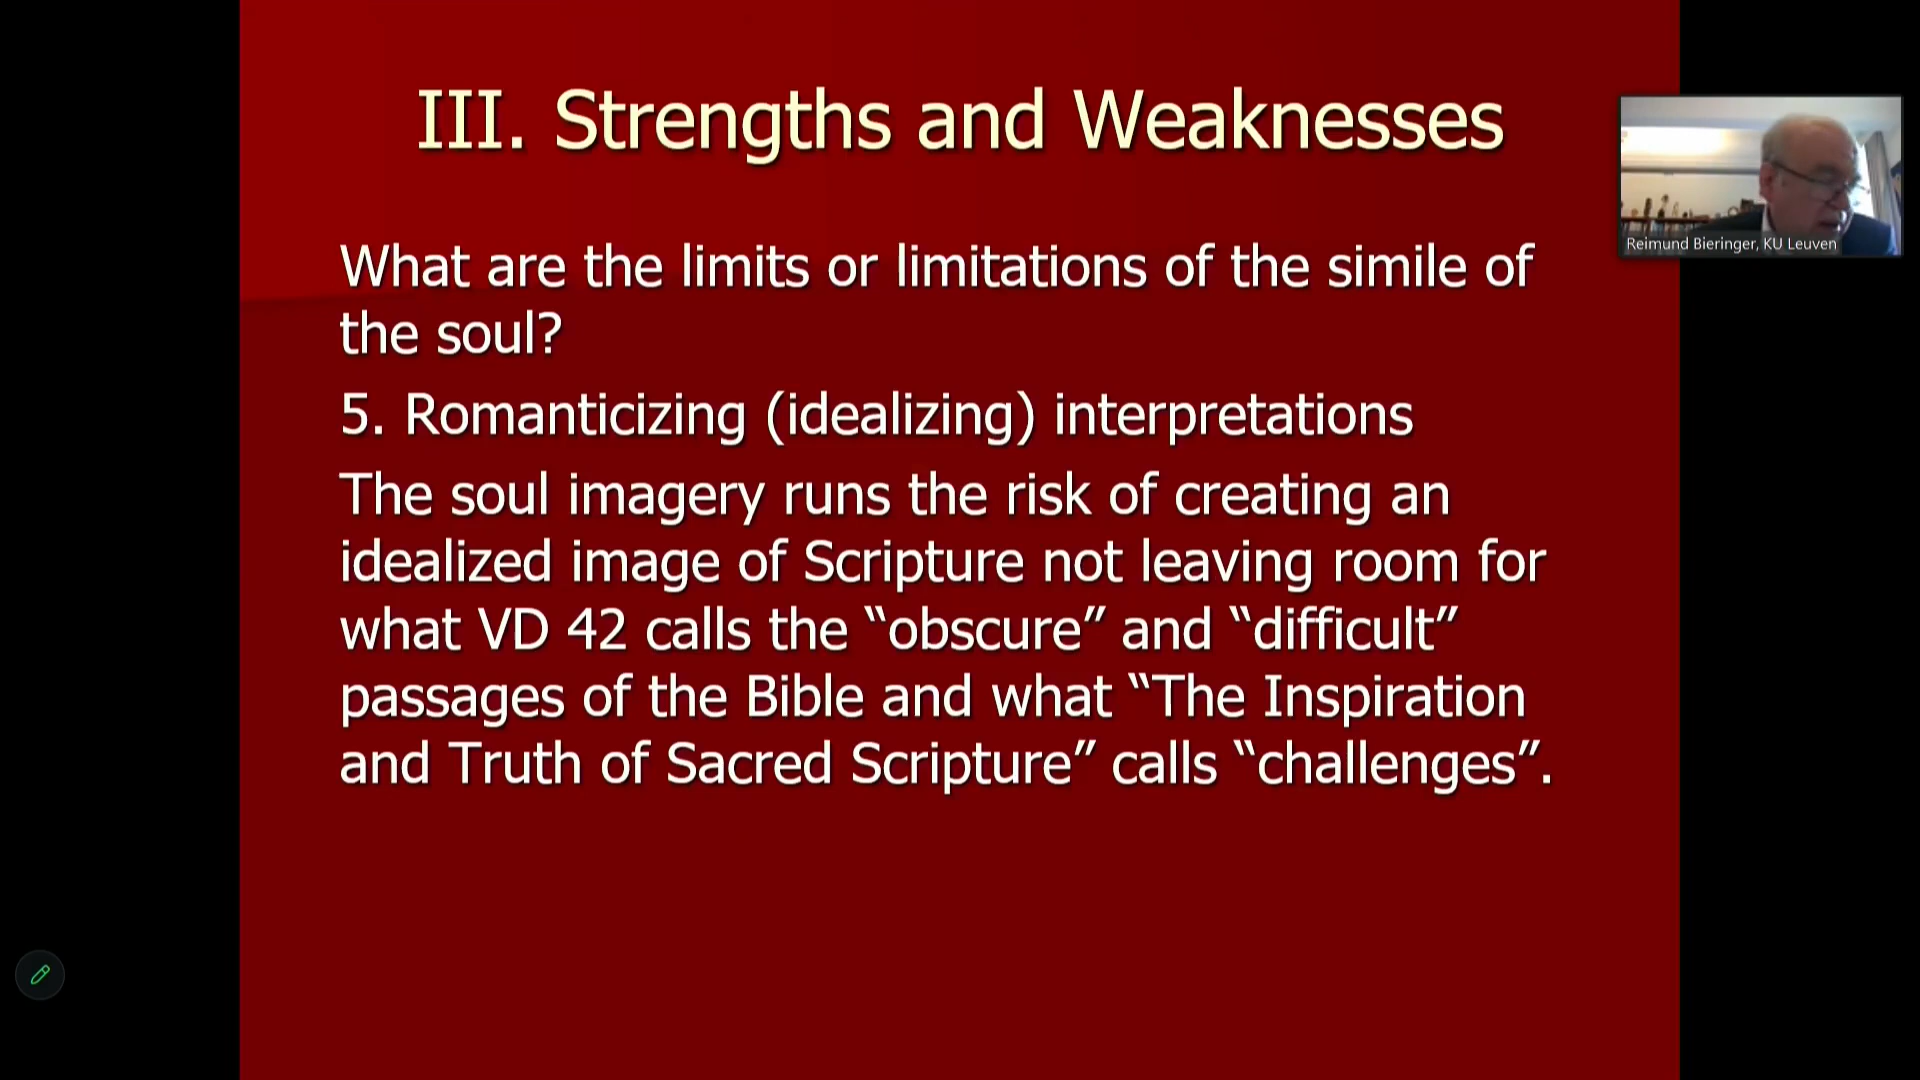 III. Strengths and Weaknesses
What are the limits or limitations of the simile of
the soul?
5. Romanticizing (idealizing) interpretations
The soul imagery runs the risk of creating an
idealized image of Scripture not leaving room for
what VD 42 calls the “obscure” and “difficult”
passages of the Bible and what “The Inspiration
and Truth of Sacred Scripture” calls “challenges”.
Reimund Bieringer, KU Leuven